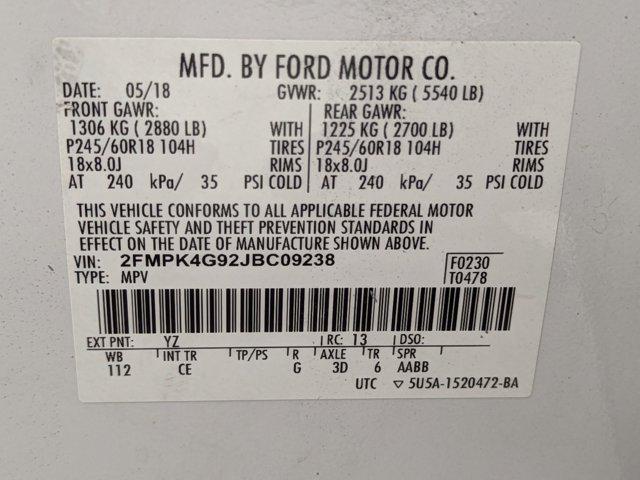 MFD. BY FORD MOTOR CO.
DATE: 05/18 GVWR: 2513 KG ( 5540 LB)
FRONT GAWR: REAR GAWR:
1306 KG ( 2880 LB) WITH 1225 KG ( 2700 LB) WITH
P245/60R18 104H TIRES P245/60R18 104H TIRES
18x8.0J RIMS 18x8.0J RIMS
AT 240 kPa/ 35 PSI COLD AT 240 kPa/ 35 PSI COLD
THIS VEHICLE CONFORMS TO ALL APPLICABLE FEDERAL MOTOR
VEHICLE SAFETY AND THEFT PREVENTION STANDARDS IN
EFFECT ON THE DATE OF MANUFACTURE SHOWN ABOVE.
VIN: 2FMPK4G92JBC09238 F0230
TYPE: MPV T0478
EXT PNT: YZ RC: 13 DSO:
WB INT TR TP/PS R AXLE TR SPR
112 CE G 3D 6 AABB
UTC ▽ 5U5A-1520472-BA